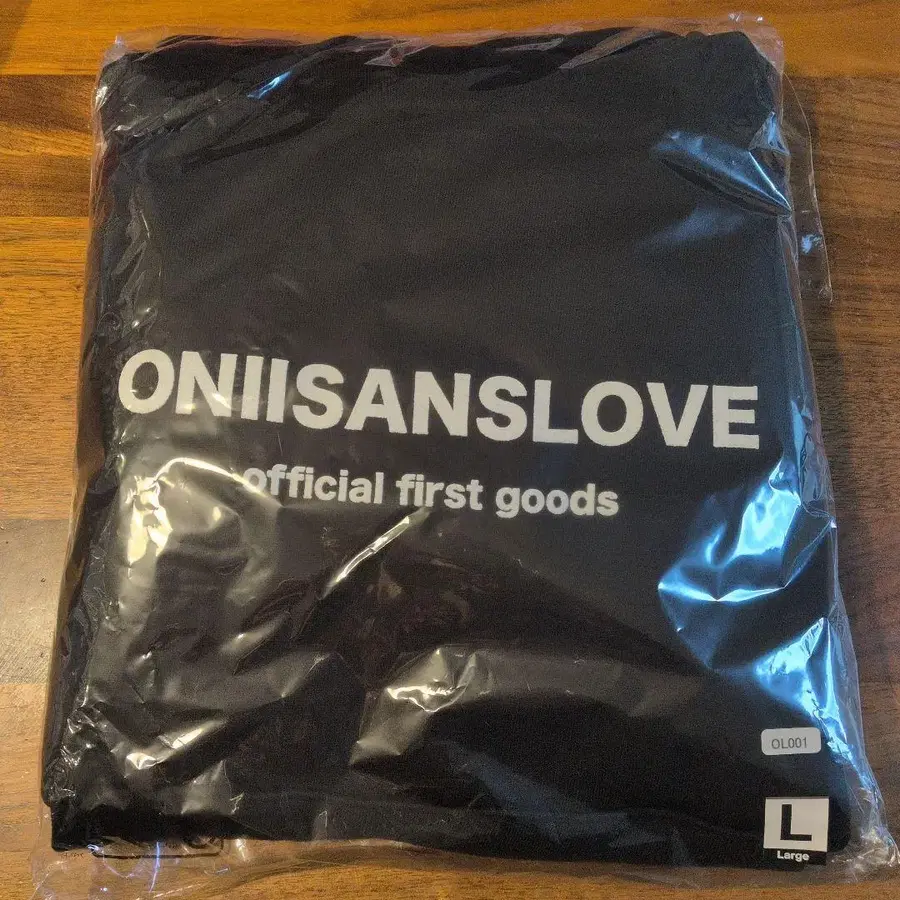 ONIISANSLOVE
official first goods
OL001
L
Large